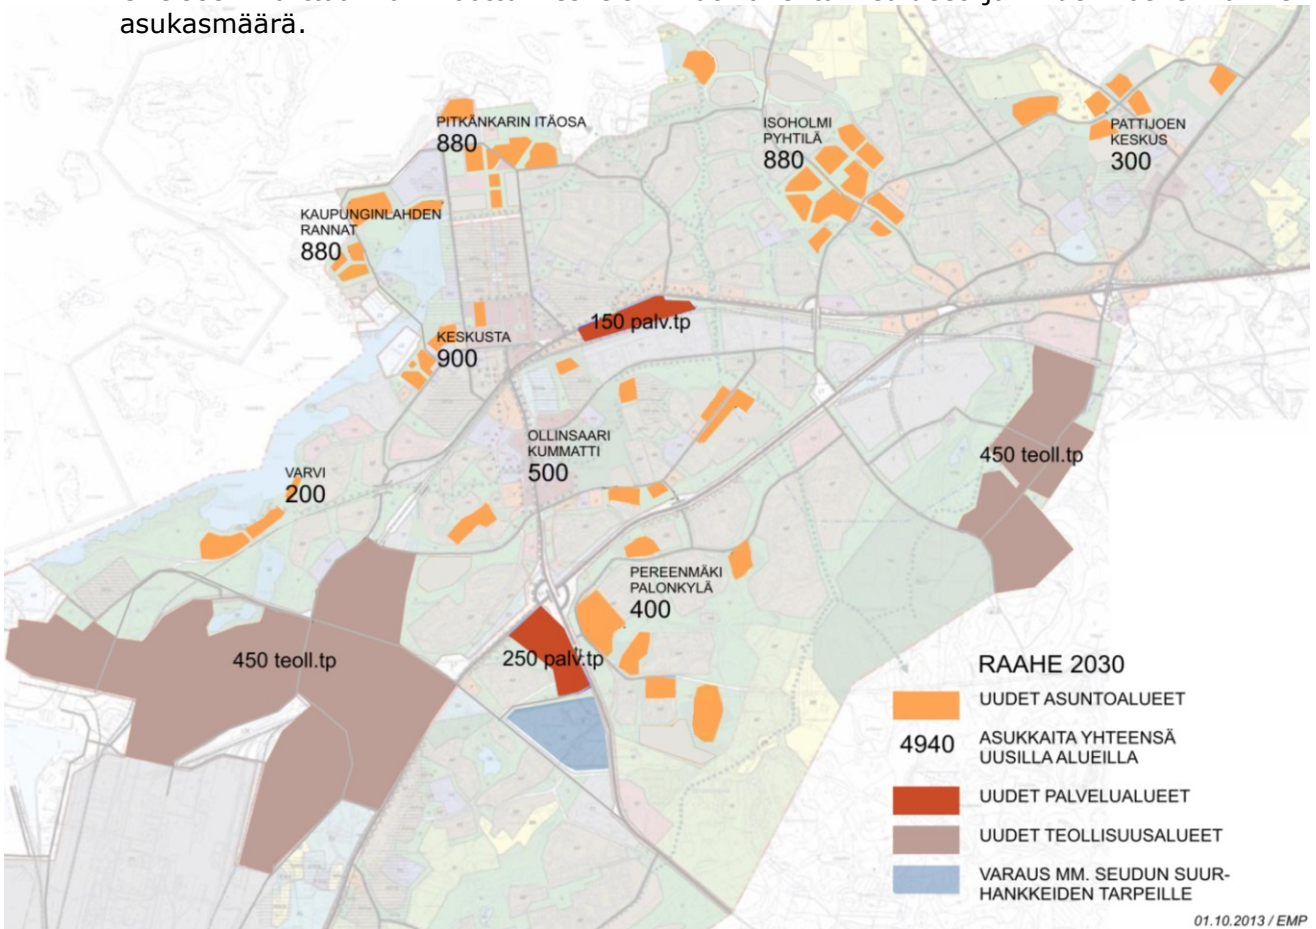 asukasmäärä.
PITKÄNKARIN ITÄOSA
880
ISOHOLMI
PYHTILÄ
880
PATTIJOEN
KESKUS
300
KAUPUNGINLAHDEN
RANNAT
880
150 palv.tp
KESKUSTA
900
OLLINSAARI
KUMMATTI
500
450 teoll.tp
VARVI
200
PEREENMÄKI
PALONKYLÄ
400
450 teoll.tp
250 palv.tp
RAAHE 2030
UUDET ASUNTOALUEET
4940 ASUKKAITA YHTEENSÄ
UUSILLA ALUEILLA
UUDET PALVELUALUEET
UUDET TEOLLISUUSALUEET
VARAUS MM. SEUDUN SUUR-
HANKKEIDEN TARPEILLE
01.10.2013 / EMP